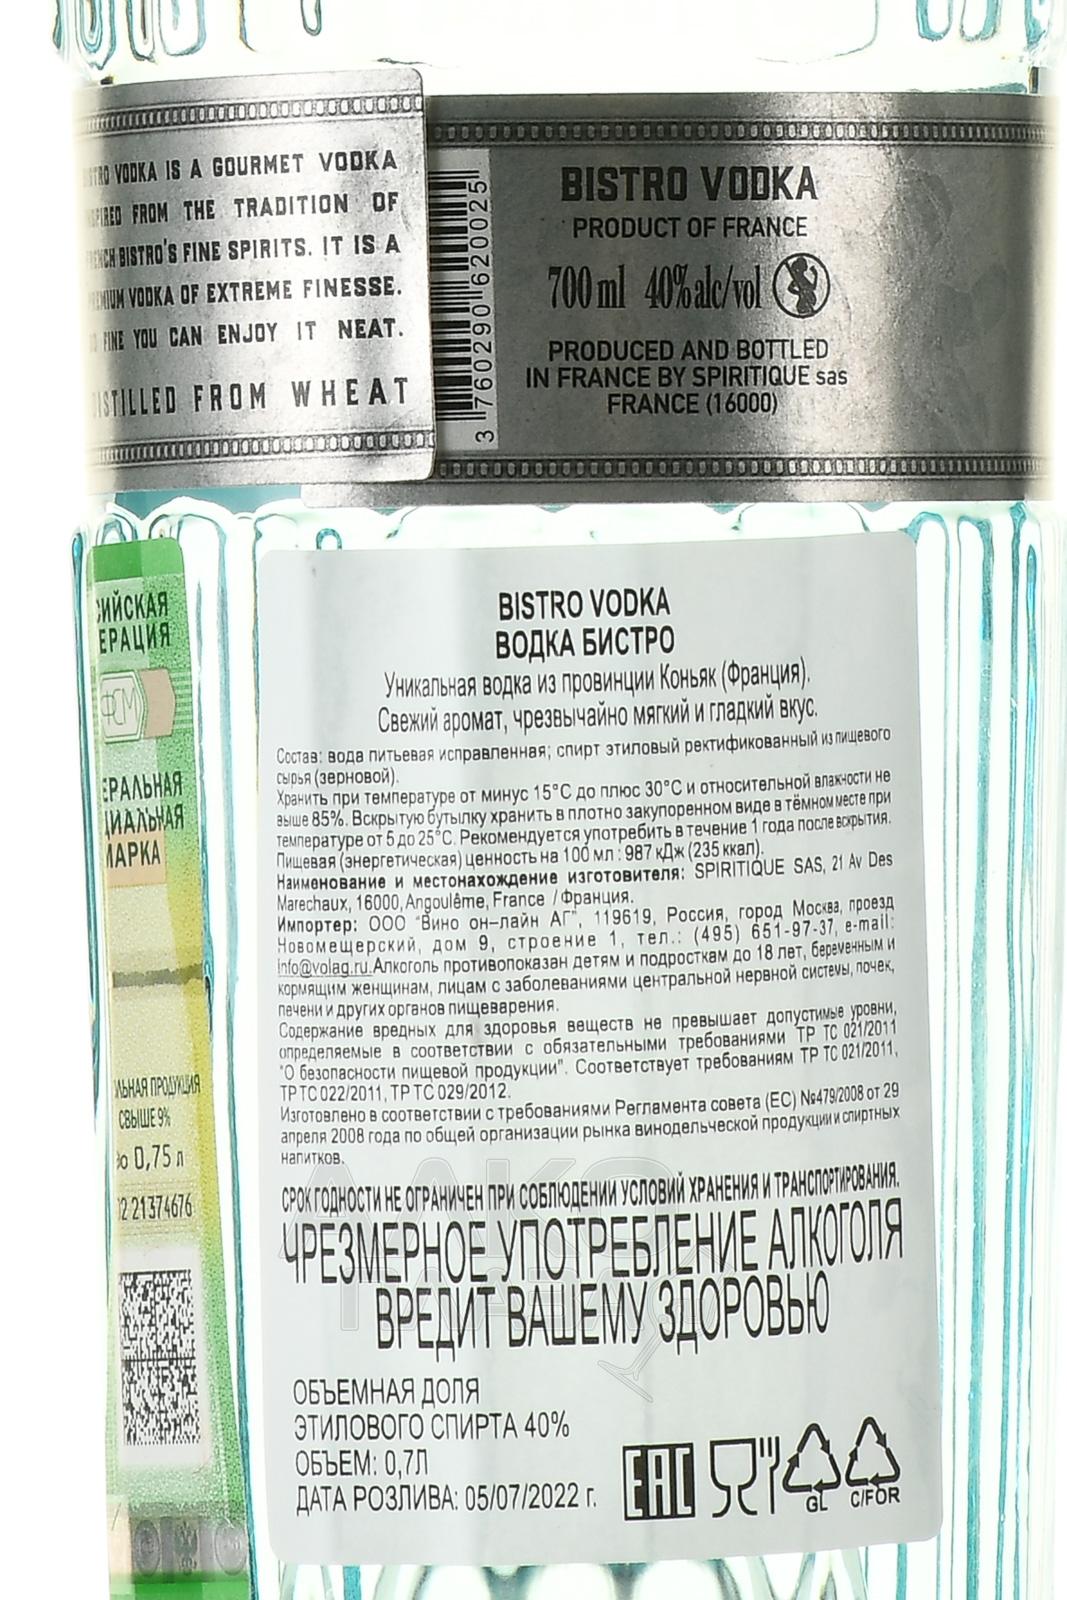 VODKA IS A GOURMET VODKA
FROM THE TRADITION OF
BISTRO'S FINE SPIRITS. IT IS A
VODKA OF EXTREME FINESSE.
FINE YOU CAN ENJOY IT NEAT.
FROM WHEAT
3 760290 620025
BISTRO VODKA
PRODUCT OF FRANCE
700 ml 40% alc/vol
PRODUCED AND BOTTLED
IN FRANCE BY SPIRITIQUE sas
FRANCE (16000)
СИЙСКАЯ
ЕРАЦИЯ
ФСМ
ЕРАЛЬНАЯ
ЦИАЛЬНАЯ
МАРКА
ЛЬНАЯ ПРОДУКЦИЯ
СВЫШЕ 9%
до 0,75 л
21374676
BISTRO VODKA
ВОДКА БИСТРО
Уникальная водка из провинции Коньяк (Франция).
Свежий аромат, чрезвычайно мягкий и гладкий вкус.
Состав: вода питьевая исправленная; спирт этиловый ректификованный из пищевого
сырья (зерновой).
Хранить при температуре от минус 15°C до плюс 30°C и относительной влажности не
выше 85%. Вскрытую бутылку хранить в плотно закупоренном виде в тёмном месте при
температуре от 5 до 25°C. Рекомендуется употребить в течение 1 года после вскрытия.
Пищевая (энергетическая) ценность на 100 мл : 987 кДж (235 ккал).
Наименование и местонахождение изготовителя: SPIRITIQUE SAS, 21 Av Des
Marechaux, 16000, Angoulême, France / Франция.
Импортер: ООО "Вино он–лайн АГ", 119619, Россия, город Москва, проезд
Новомещерский, дом 9, строение 1, тел.: (495) 651-97-37, e-mail:
Info@volag.ru.Алкоголь противопоказан детям и подросткам до 18 лет, беременным и
кормящим женщинам, лицам с заболеваниями центральной нервной системы, почек,
печени и других органов пищеварения.
Содержание вредных для здоровья веществ не превышает допустимые уровни,
определяемые в соответствии с обязательными требованиями ТР ТС 021/2011
"О безопасности пищевой продукции". Соответствует требованиям ТР ТС 021/2011,
ТР ТС 022/2011, ТР ТС 029/2012.
Изготовлено в соответствии с требованиями Регламента совета (ЕС) №479/2008 от 29
апреля 2008 года по общей организации рынка винодельческой продукции и спиртных
напитков.
СРОК ГОДНОСТИ НЕ ОГРАНИЧЕН ПРИ СОБЛЮДЕНИИ УСЛОВИЙ ХРАНЕНИЯ И ТРАНСПОРТИРОВАНИЯ.
ЧРЕЗМЕРНОЕ УПОТРЕБЛЕНИЕ АЛКОГОЛЯ
ВРЕДИТ ВАШЕМУ ЗДОРОВЬЮ
ОБЪЕМНАЯ ДОЛЯ
ЭТИЛОВОГО СПИРТА 40%
ОБЪЕМ: 0,7Л
ДАТА РОЗЛИВА: 05/07/2022 г.
EAC
GL
C/FOR